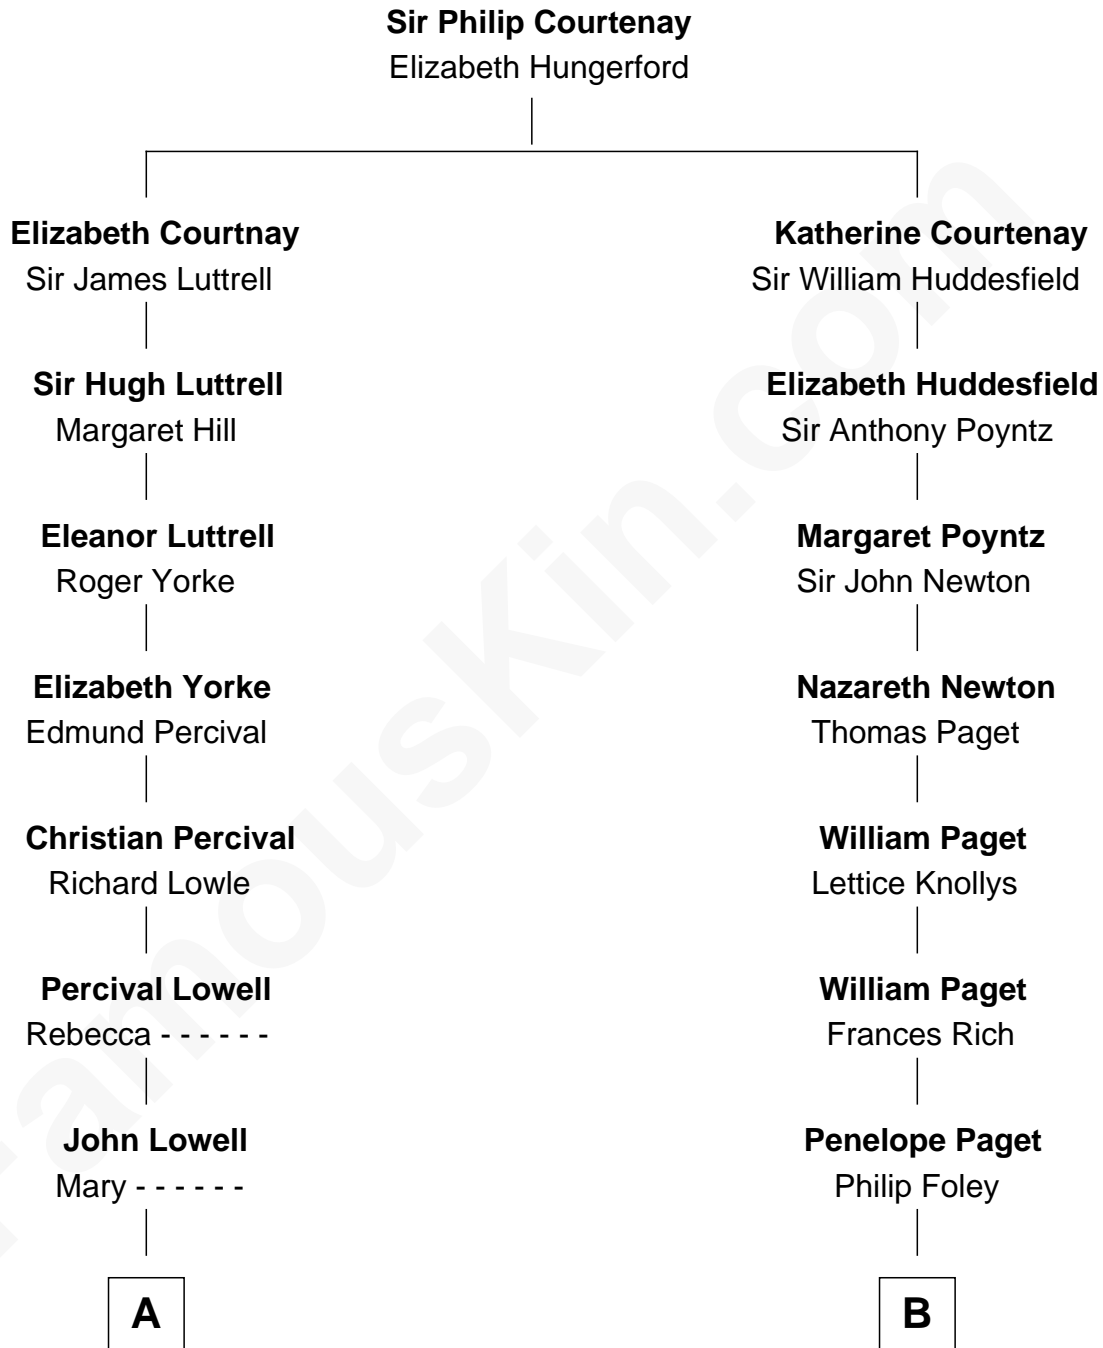 Sir Philip Courtenay
Elizabeth Hungerford
Elizabeth Courtnay
Sir James Luttrell
Katherine Courtenay
Sir William Huddesfield
Sir Hugh Luttrell
Margaret Hill
Elizabeth Huddesfield
Sir Anthony Poyntz
Eleanor Luttrell
Roger Yorke
Margaret Poyntz
Sir John Newton
Elizabeth Yorke
Edmund Percival
Nazareth Newton
Thomas Paget
Christian Percival
Richard Lowle
William Paget
Lettice Knollys
Percival Lowell
Rebecca - - - - - -
William Paget
Frances Rich
John Lowell
Mary - - - - - -
Penelope Paget
Philip Foley
A
B
FamousKin.com